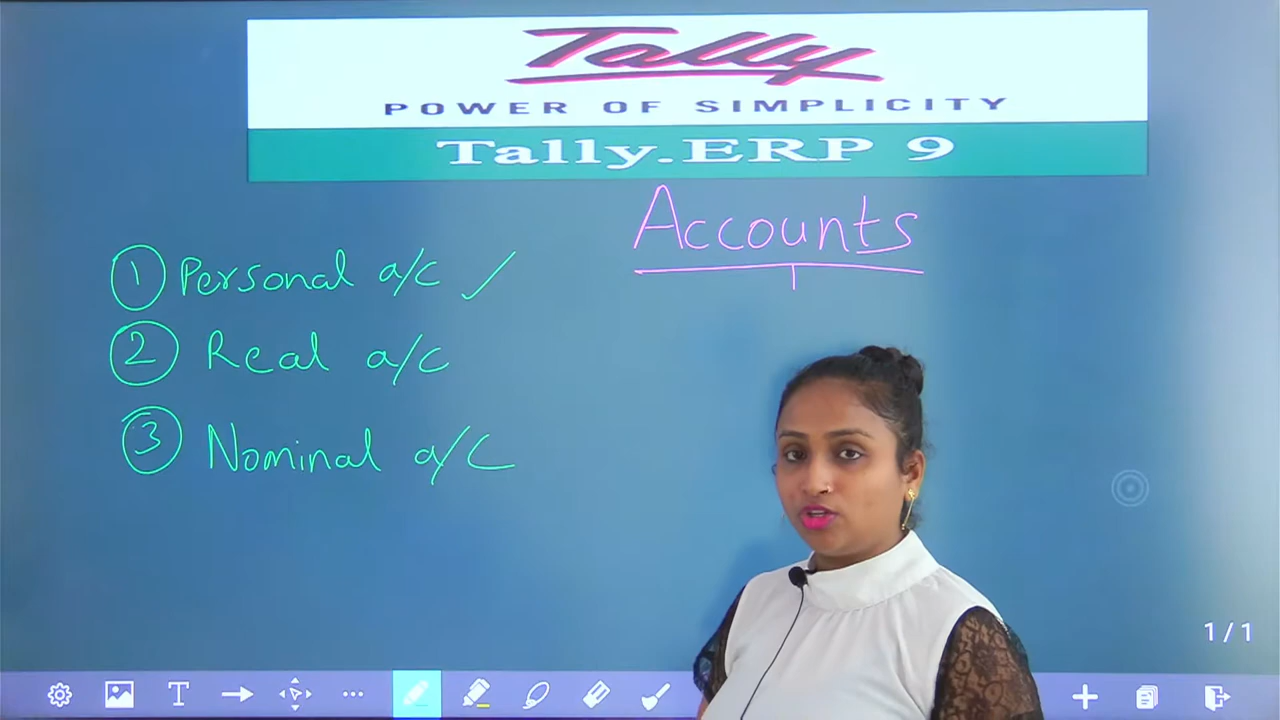 Tally
POWER OF SIMPLICITY
Tally.ERP 9
Accounts
1 Personal a/c ✓
2 Real a/c
3 Nominal a/c
1/1
T